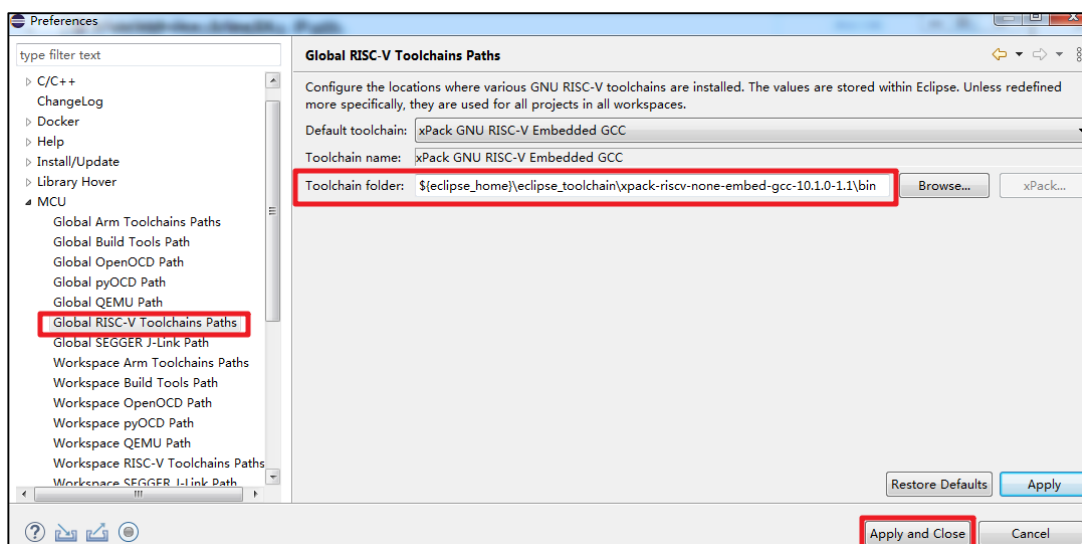 Preferences
type filter text
C/C++
ChangeLog
Docker
Help
Install/Update
Library Hover
MCU
Global Arm Toolchains Paths
Global Build Tools Path
Global OpenOCD Path
Global pyOCD Path
Global QEMU Path
Global RISC-V Toolchains Paths
Global SEGGER J-Link Path
Workspace Arm Toolchains Paths
Workspace Build Tools Path
Workspace OpenOCD Path
Workspace pyOCD Path
Workspace QEMU Path
Workspace RISC-V Toolchains Paths
Workspace SEGGER J-Link Path
Global RISC-V Toolchains Paths
Configure the locations where various GNU RISC-V toolchains are installed. The values are stored within Eclipse. Unless redefined
more specifically, they are used for all projects in all workspaces.
Default toolchain: xPack GNU RISC-V Embedded GCC
Toolchain name: xPack GNU RISC-V Embedded GCC
Toolchain folder: ${eclipse_home}\eclipse_toolchain\xpack-riscv-none-embed-gcc-10.1.0-1.1\bin Browse... xPack...
Restore Defaults Apply
Apply and Close Cancel